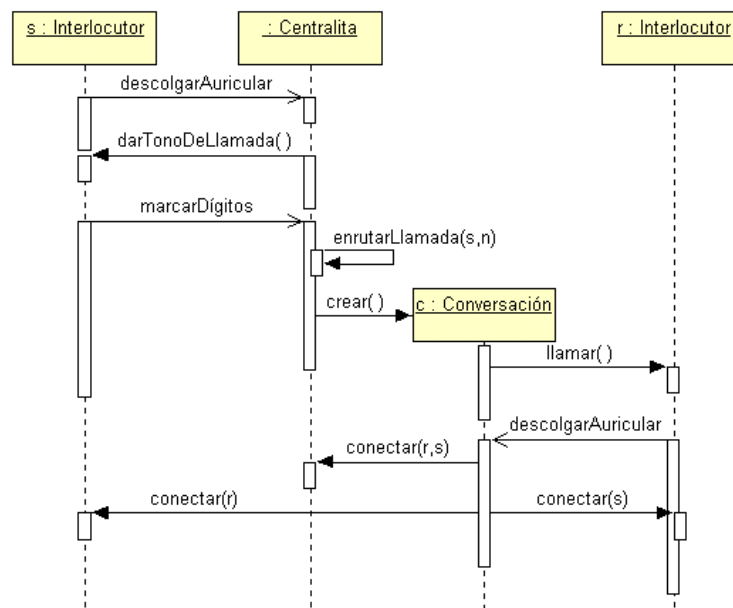 s : Interlocutor
: Centralita
r : Interlocutor
descolgarAuricular
darTonoDeLlamada( )
marcarDígitos
enrutarLlamada(s,n)
crear( )
c : Conversación
llamar( )
descolgarAuricular
conectar(r,s)
conectar(r)
conectar(s)